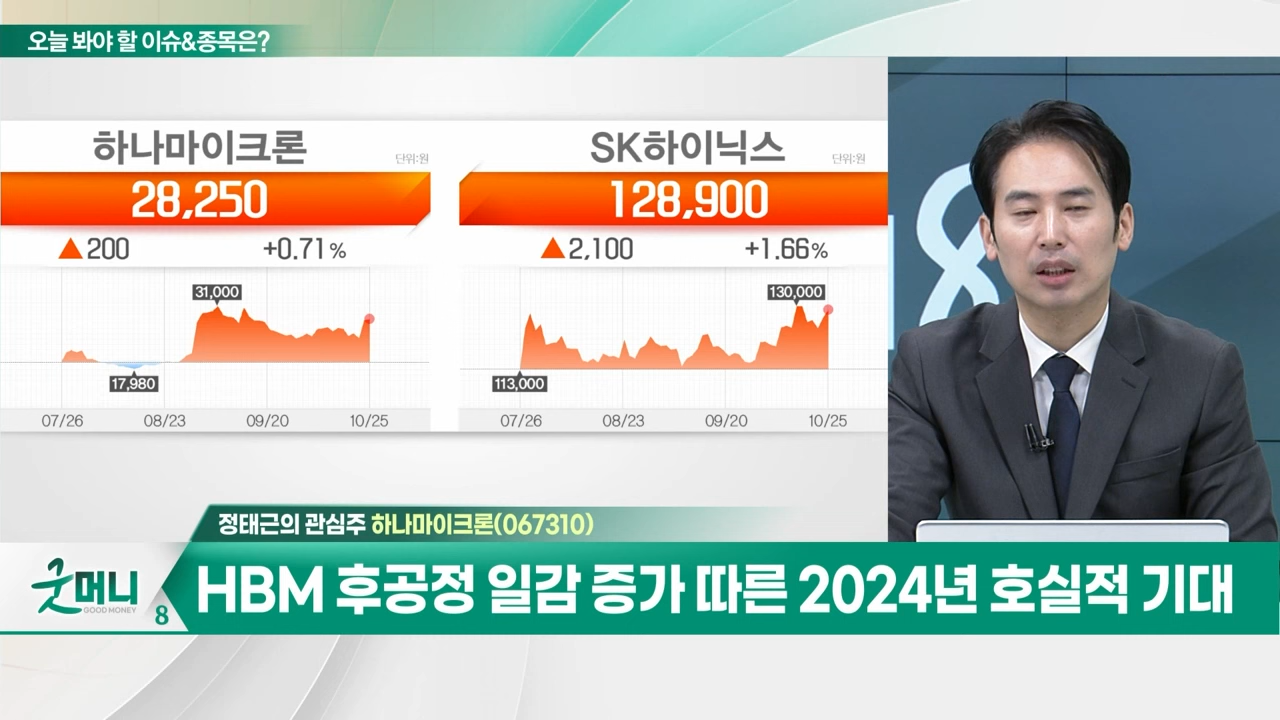 오늘 봐야 할 이슈&종목은?
하나마이크론
단위:원
28,250
▲200 +0.71%
31,000
17,980
07/26 08/23 09/20 10/25
SK하이닉스
단위:원
128,900
▲2,100 +1.66%
130,000
113,000
07/26 08/23 09/20 10/25
8
정태근의 관심주 하나마이크론(067310)
굿머니
GOOD MONEY
8
HBM 후공정 일감 증가 따른 2024년 호실적 기대